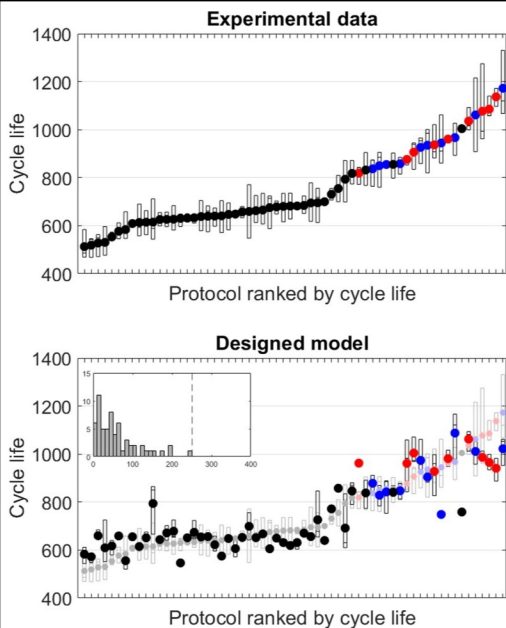 Experimental data
1400
1200
1000
800
600
400
Cycle life
Protocol ranked by cycle life
Designed model
1400
1200
1000
800
600
400
Cycle life
15
10
5
0
0 100 200 300 400
Protocol ranked by cycle life